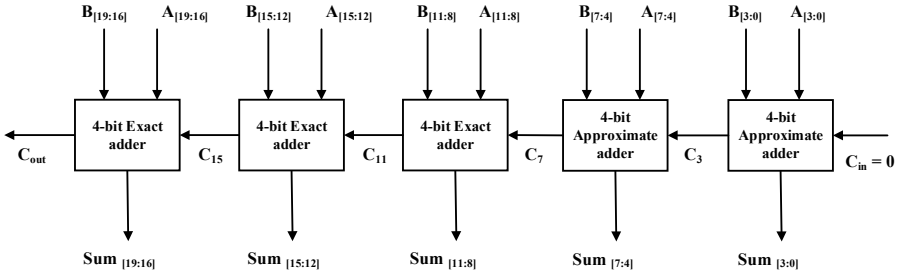 B[19:16] A[19:16] B[15:12] A[15:12] B[11:8] A[11:8] B[7:4] A[7:4] B[3:0] A[3:0]
4-bit Exact adder
4-bit Exact adder
4-bit Exact adder
4-bit Approximate adder
4-bit Approximate adder
Cout C15 C11 C7 C3 Cin = 0
Sum [19:16] Sum [15:12] Sum [11:8] Sum [7:4] Sum [3:0]